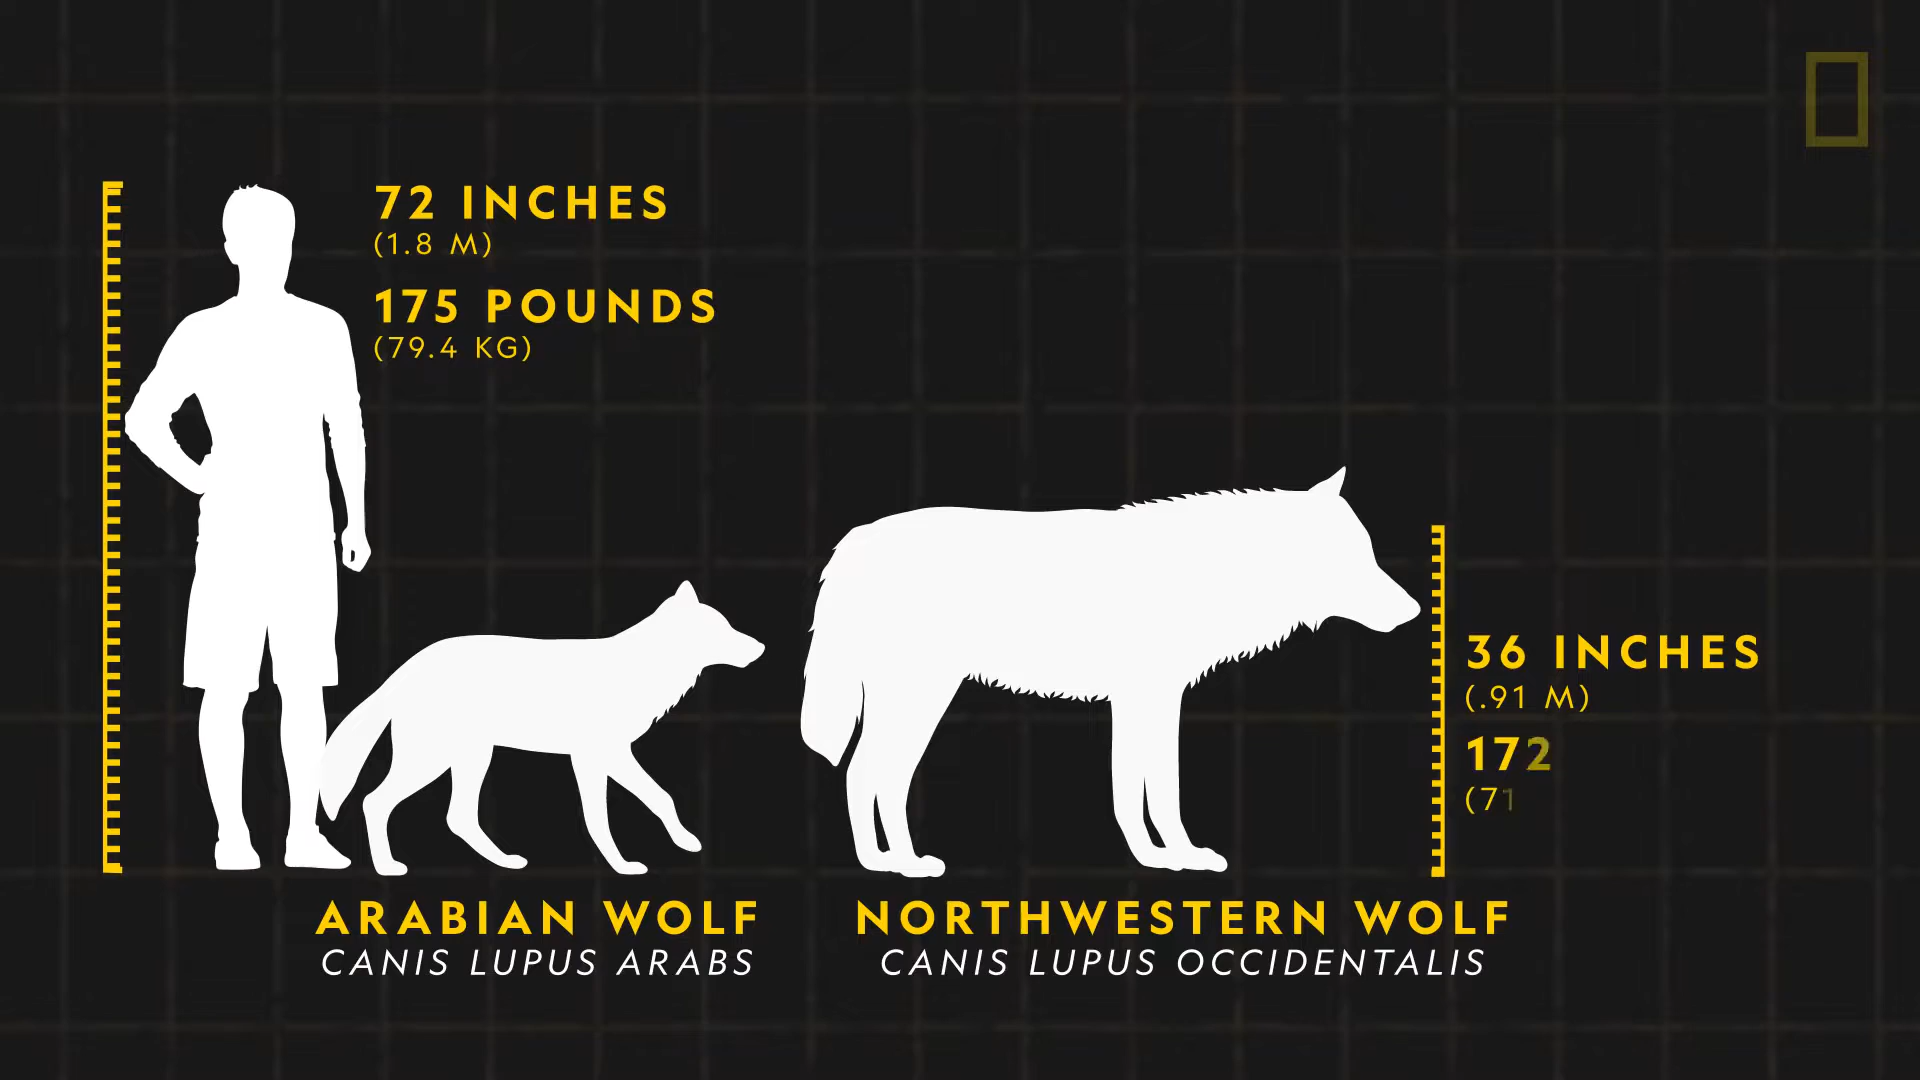 72 INCHES
(1.8 M)
175 POUNDS
(79.4 KG)
36 INCHES
(.91 M)
172
(71
ARABIAN WOLF
CANIS LUPUS ARABS
NORTHWESTERN WOLF
CANIS LUPUS OCCIDENTALIS